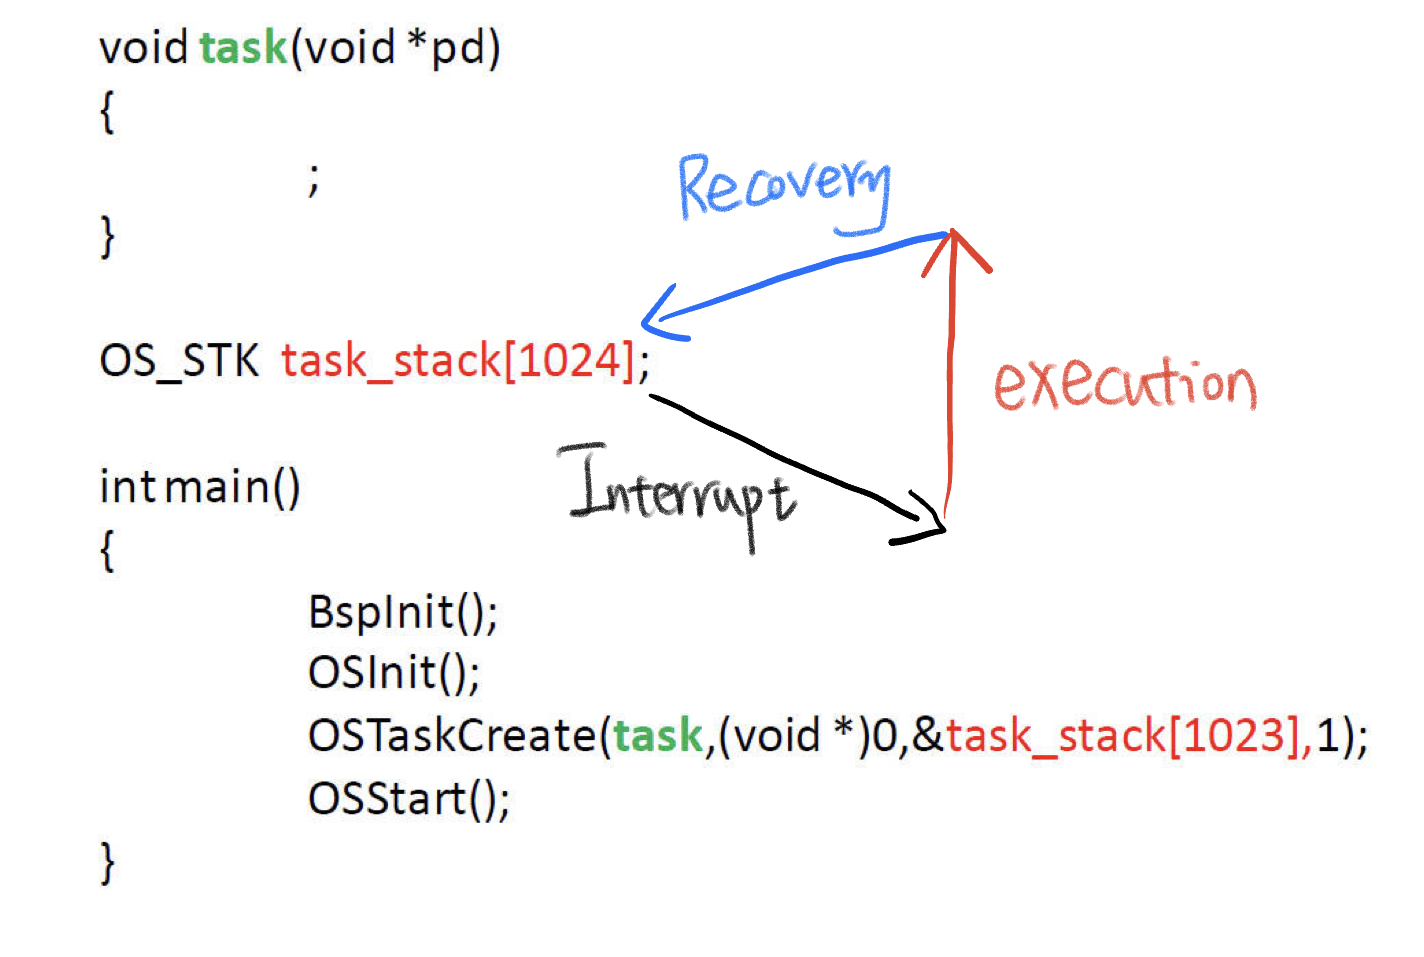 void task(void *pd)
{
;
}
Recovery
OS_STK task_stack[1024];
execution
Interrupt
int main()
{
BspInit();
OSInit();
OSTaskCreate(task,(void *)0,&task_stack[1023],1);
OSStart();
}